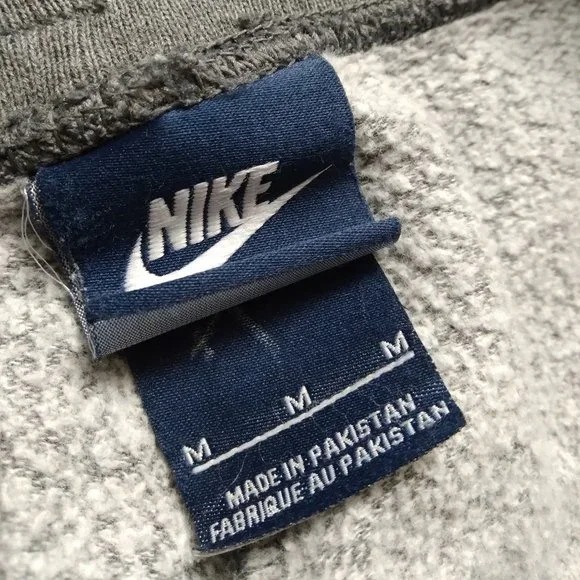 NIKE
M M M
MADE IN PAKISTAN
FABRIQUE AU PAKISTAN